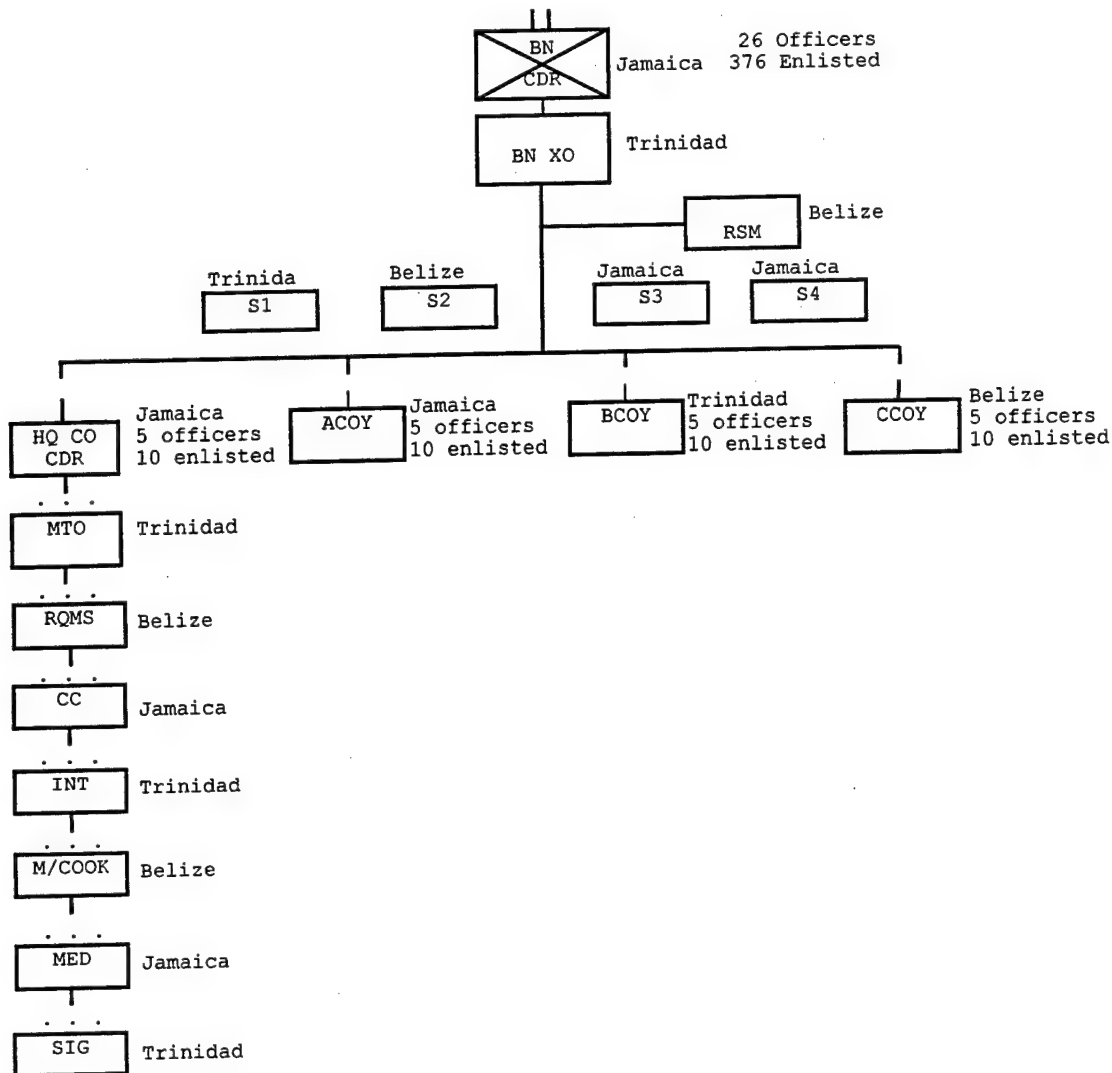 BN
CDR
Jamaica
26 Officers
376 Enlisted
BN XO
Trinidad
RSM
Belize
Trinida
S1
Belize
S2
Jamaica
S3
Jamaica
S4
HQ CO
CDR
Jamaica
5 officers
10 enlisted
ACOY
Jamaica
5 officers
10 enlisted
BCOY
Trinidad
5 officers
10 enlisted
CCOY
Belize
5 officers
10 enlisted
MTO
Trinidad
RQMS
Belize
CC
Jamaica
INT
Trinidad
M/COOK
Belize
MED
Jamaica
SIG
Trinidad